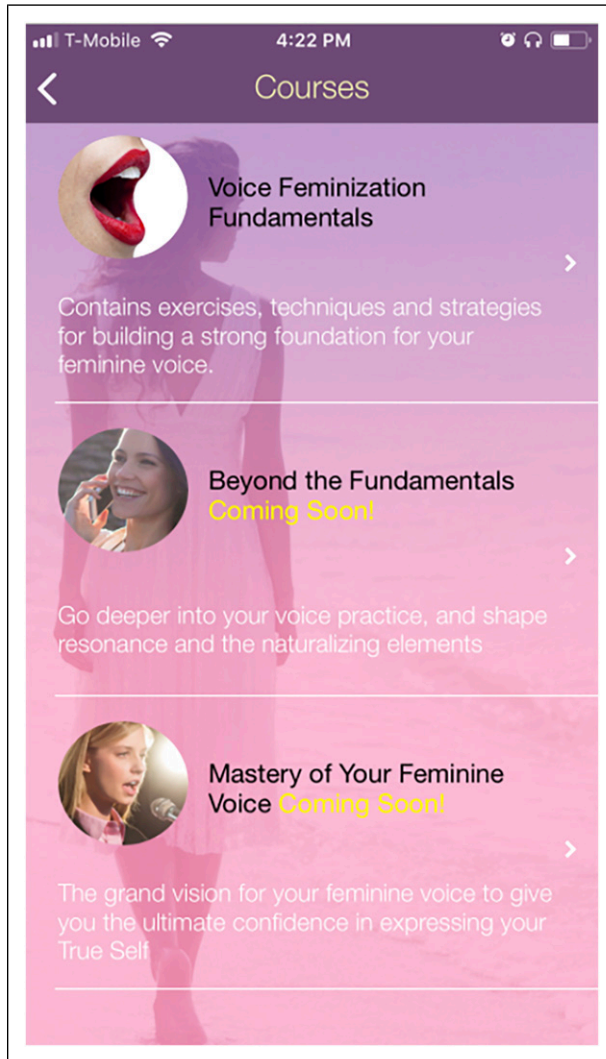 T-Mobile 4:22 PM
Courses
Voice Feminization
Fundamentals
Contains exercises, techniques and strategies
for building a strong foundation for your
feminine voice.
Beyond the Fundamentals
Coming Soon!
Go deeper into your voice practice, and shape
resonance and the naturalizing elements
Mastery of Your Feminine
Voice Coming Soon!
The grand vision for your feminine voice to give
you the ultimate confidence in expressing your
True Self